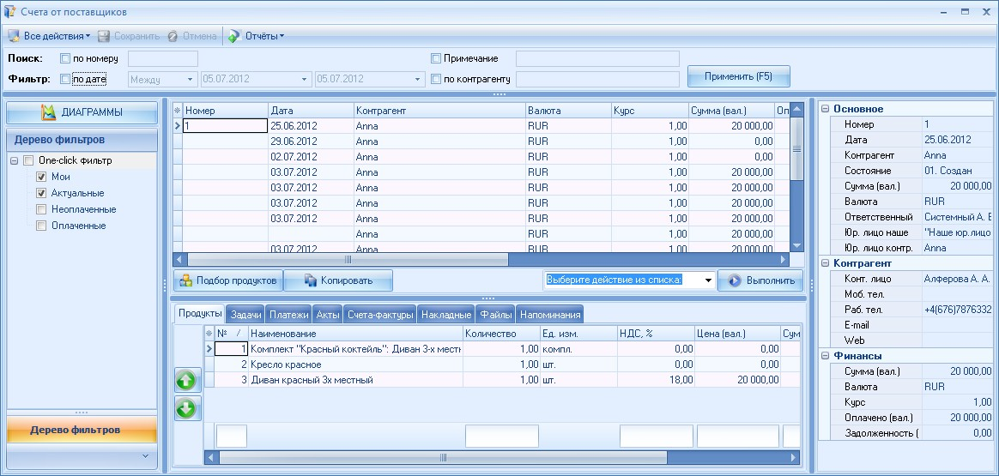 Счета от поставщиков
Все действия Сохранить Отмена Отчёты
Поиск: по номеру Примечание
Фильтр: по дате Между 05.07.2012 05.07.2012 по контрагенту Применить (F5)
ДИАГРАММЫ
Дерево фильтров
One-click фильтр
Мои
Актуальные
Неоплаченные
Оплаченные
Дерево фильтров
Номер Дата Контрагент Валюта Курс Сумма (вал.) Оп
1 25.06.2012 Anna RUR 1,00 20 000,00
29.06.2012 Anna RUR 1,00 0,00
02.07.2012 Anna RUR 1,00 0,00
03.07.2012 Anna RUR 1,00 20 000,00
03.07.2012 Anna RUR 1,00 20 000,00
03.07.2012 Anna RUR 1,00 20 000,00
03.07.2012 Anna RUR 1,00 20 000,00
Anna RUR 1,00 20 000,00
03.07.2012 Anna RUR 1,00 20 000,00
Подбор продуктов Копировать Выберите действие из списка: Выполнить
Продукты Задачи Платежи Акты Счета-фактуры Накладные Файлы Напоминания
№ / Наименование Количество Ед. изм. НДС, % Цена (вал.) Сум
1 Комплект "Красный коктейль": Диван 3-х местн 1,00 компл. 0,00 0,00
2 Кресло красное 1,00 шт. 0,00 0,00
3 Диван красный 3х местный 1,00 шт. 18,00 20 000,00
Основное
Номер 1
Дата 25.06.2012
Контрагент Anna
Состояние 01. Создан
Сумма (вал.) 20 000,00
Валюта RUR
Ответственный Системный А. В
Юр. лицо наше "Наше юр.лицо
Юр. лицо контр. Anna
Контрагент
Конт. лицо Алферова А. А.
Моб. тел.
Раб. тел. +4(676)7876332
E-mail
Web
Финансы
Сумма (вал.) 20 000,00
Валюта RUR
Курс 1,00
Оплачено (вал.) 20 000,00
Задолженность ( 0,00